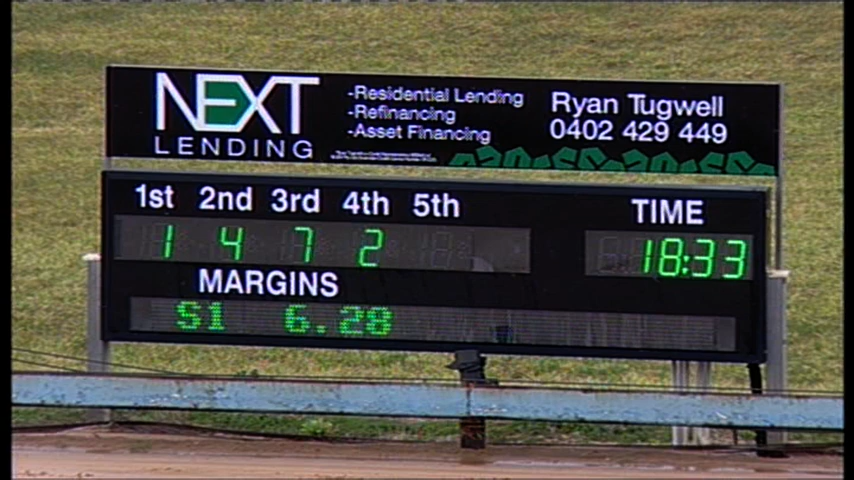 NEXT
LENDING
-Residential Lending
-Refinancing
-Asset Financing
Ryan Tugwell
0402 429 449
1st 2nd 3rd 4th 5th TIME
1 4 7 2 18:33
MARGINS
S1 6.28